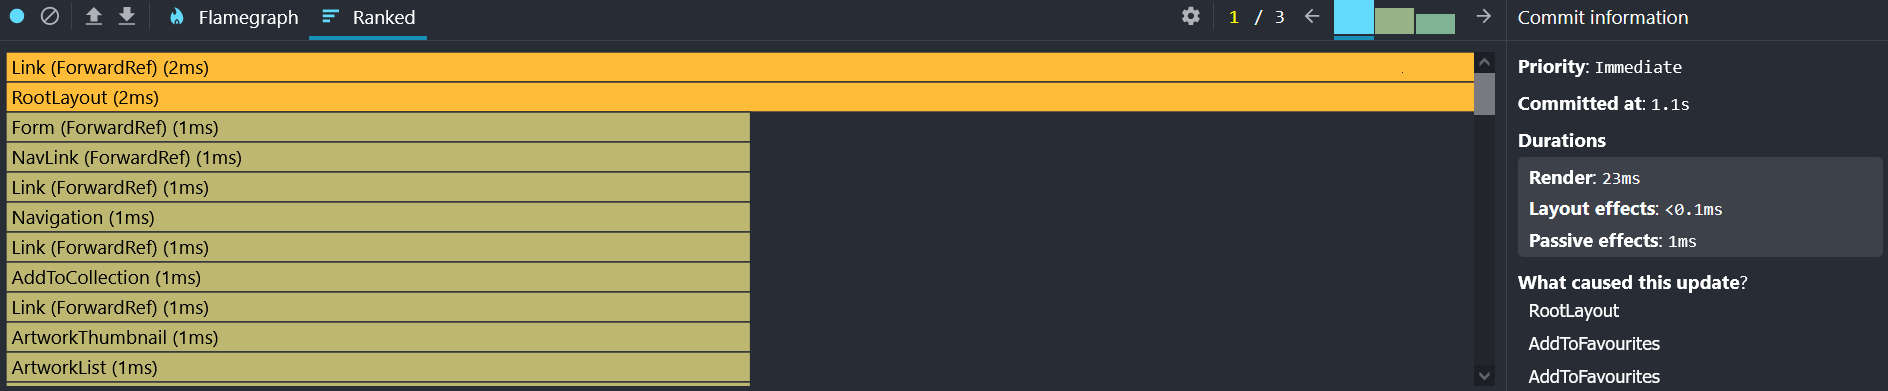 Flamegraph
Ranked
1 / 3
Commit information
Link (ForwardRef) (2ms)
RootLayout (2ms)
Form (ForwardRef) (1ms)
NavLink (ForwardRef) (1ms)
Link (ForwardRef) (1ms)
Navigation (1ms)
Link (ForwardRef) (1ms)
AddToCollection (1ms)
Link (ForwardRef) (1ms)
ArtworkThumbnail (1ms)
ArtworkList (1ms)
Priority: Immediate
Committed at: 1.1s
Durations
Render: 23ms
Layout effects: <0.1ms
Passive effects: 1ms
What caused this update?
RootLayout
AddToFavourites
AddToFavourites